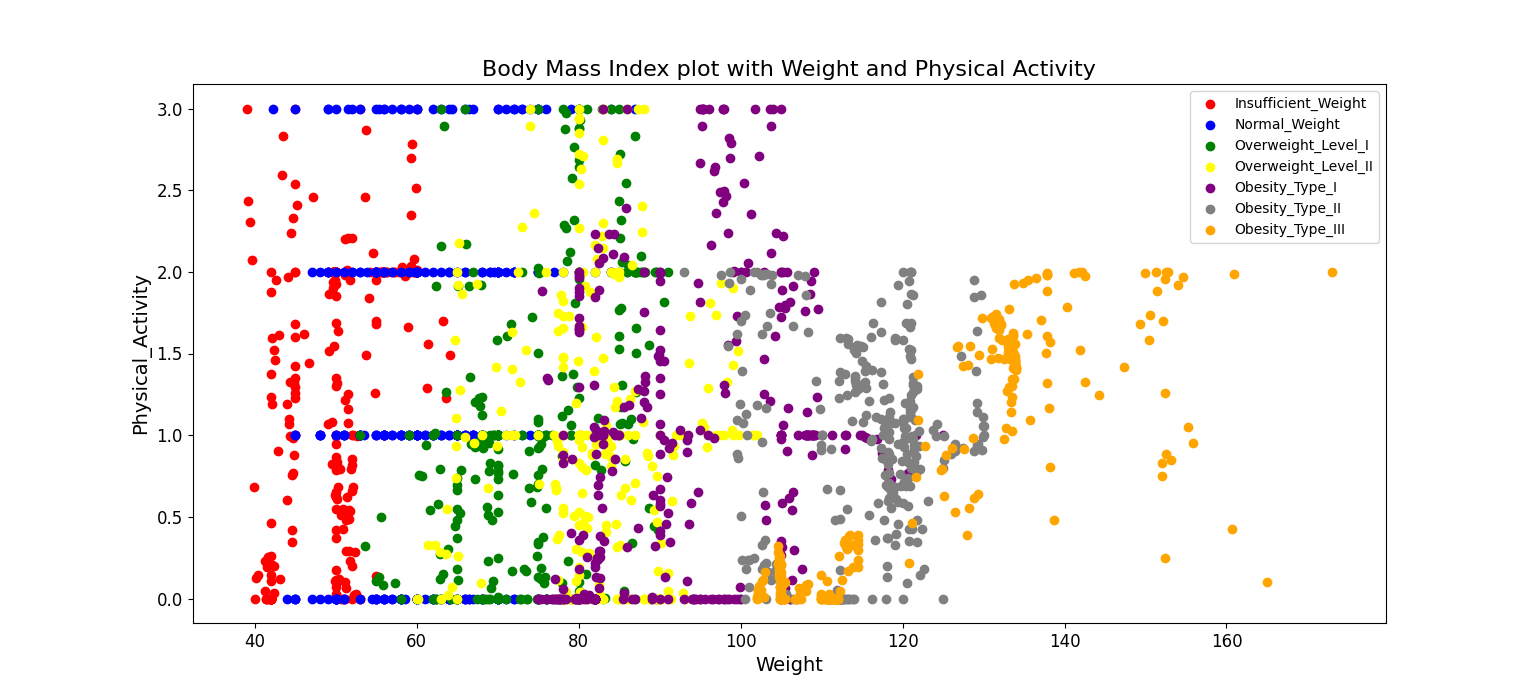 Body Mass Index plot with Weight and Physical Activity
Insufficient_Weight
Normal_Weight
Overweight_Level_I
Overweight_Level_II
Obesity_Type_I
Obesity_Type_II
Obesity_Type_III
Physical_Activity
3.0
2.5
2.0
1.5
1.0
0.5
0.0
40 60 80 100 120 140 160
Weight